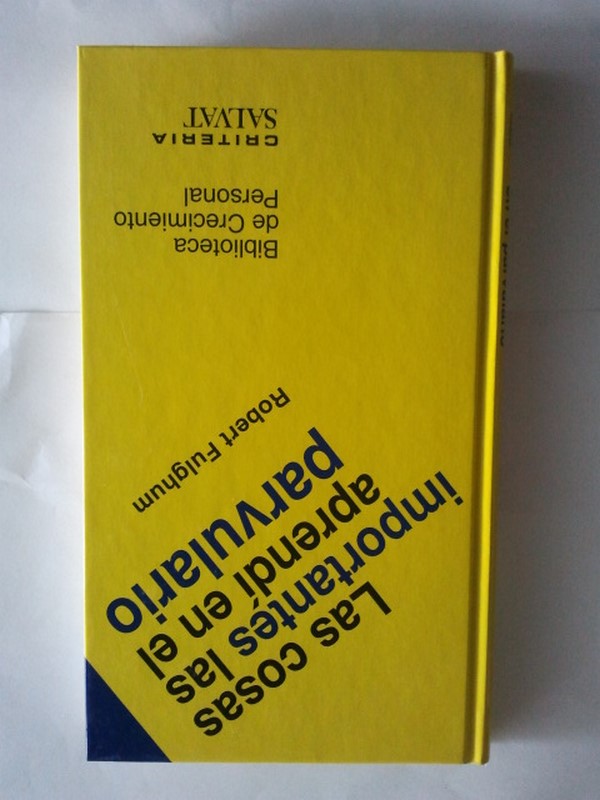 Las cosas
importantes las
aprendí en el
parvulario
Robert Fulghum
Biblioteca
de Crecimiento
Personal
CRITERIA
SALVAT